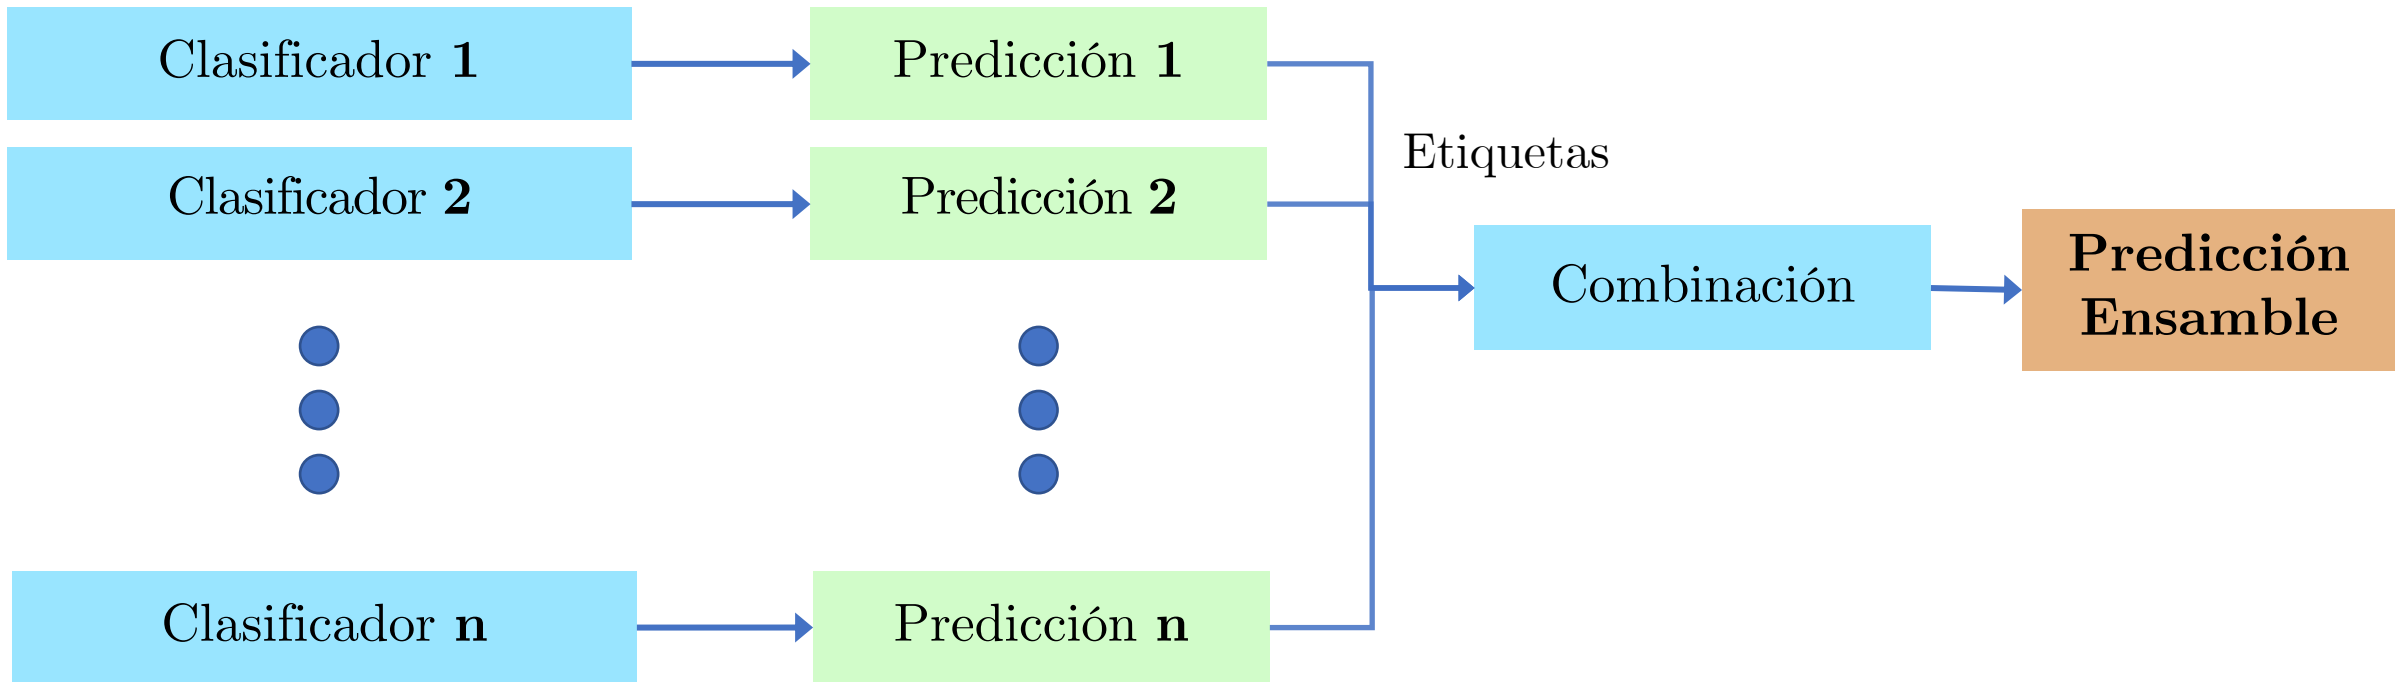 Clasificador 1
Predicción 1
Etiquetas
Clasificador 2
Predicción 2
Combinación
Predicción
Ensamble
Clasificador n
Predicción n